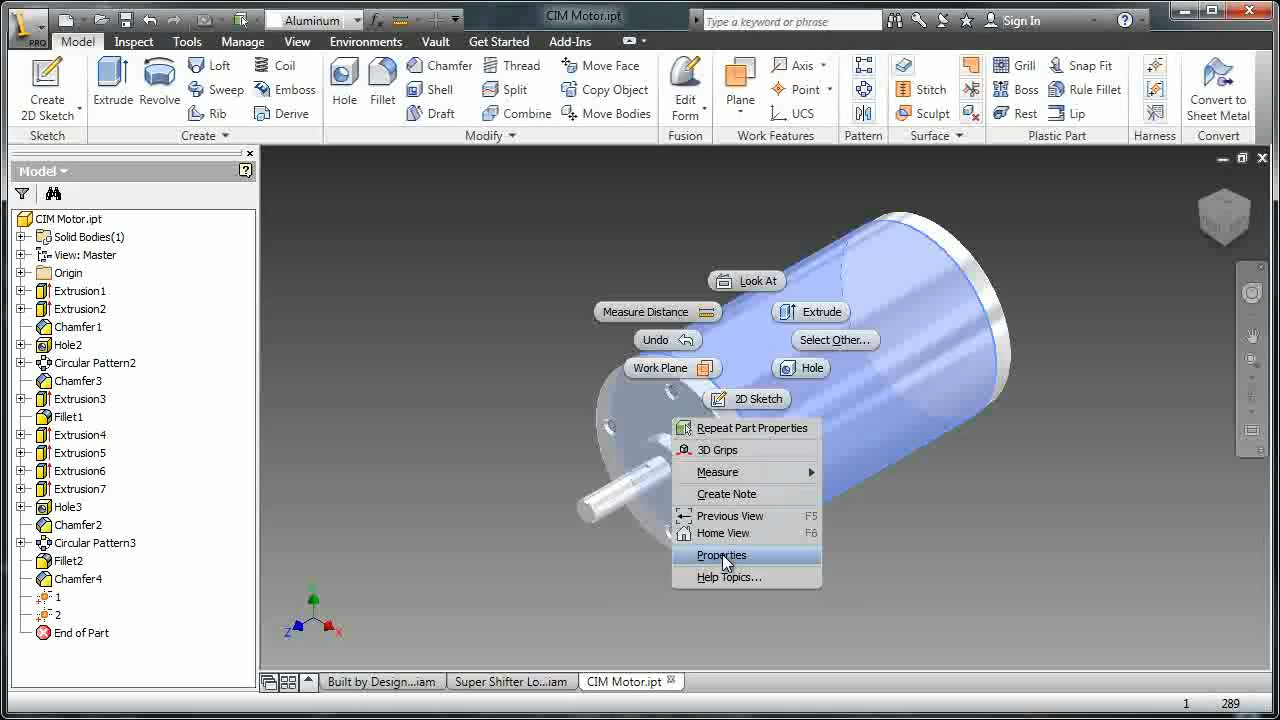 PRO
Aluminum
fx
CIM Motor.ipt
Type a keyword or phrase
Sign In
Model Inspect Tools Manage View Environments Vault Get Started Add-Ins
Create 2D Sketch
Extrude
Revolve
Loft
Sweep
Rib
Coil
Emboss
Derive
Hole
Fillet
Chamfer
Shell
Draft
Thread
Split
Combine
Move Face
Copy Object
Move Bodies
Edit Form
Plane
Axis
Point
UCS
Stitch
Sculpt
Grill
Boss
Rest
Snap Fit
Rule Fillet
Lip
Convert to Sheet Metal
Sketch Create Modify Fusion Work Features Pattern Surface Plastic Part Harness Convert
Model
CIM Motor.ipt
Solid Bodies(1)
View: Master
Origin
Extrusion1
Extrusion2
Chamfer1
Hole2
Circular Pattern2
Chamfer3
Extrusion3
Fillet1
Extrusion4
Extrusion5
Extrusion6
Extrusion7
Hole3
Chamfer2
Circular Pattern3
Fillet2
Chamfer4
1
2
End of Part
Look At
Measure Distance
Extrude
Undo
Select Other...
Work Plane
Hole
2D Sketch
Repeat Part Properties
3D Grips
Measure
Create Note
Previous View F5
Home View F6
Properties
Help Topics...
Y
Z
X
Built by Design....iam
Super Shifter Lo....iam
CIM Motor.ipt
1 289